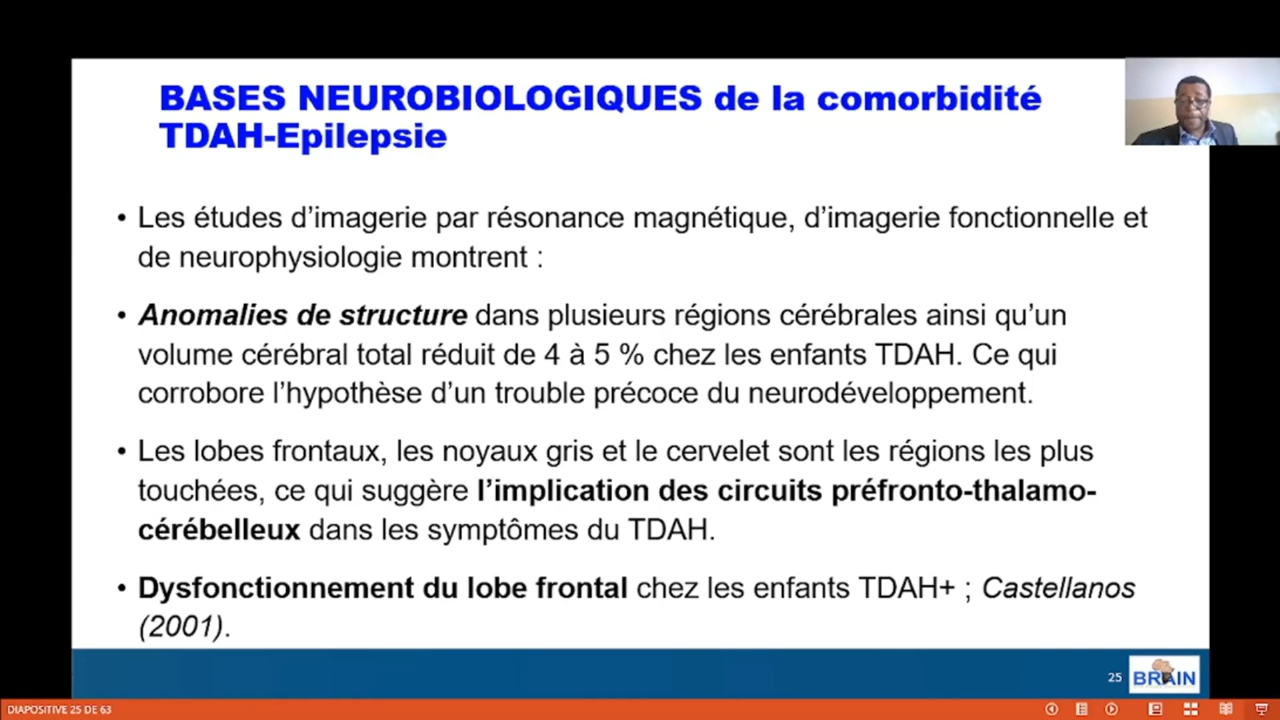 BASES NEUROBIOLOGIQUES de la comorbidité
TDAH-Epilepsie
• Les études d’imagerie par résonance magnétique, d’imagerie fonctionnelle et
de neurophysiologie montrent :
• Anomalies de structure dans plusieurs régions cérébrales ainsi qu’un
volume cérébral total réduit de 4 à 5 % chez les enfants TDAH. Ce qui
corrobore l’hypothèse d’un trouble précoce du neurodéveloppement.
• Les lobes frontaux, les noyaux gris et le cervelet sont les régions les plus
touchées, ce qui suggère l’implication des circuits préfronto-thalamo-
cérébelleux dans les symptômes du TDAH.
• Dysfonctionnement du lobe frontal chez les enfants TDAH+ ; Castellanos
(2001).
25
BRAIN
DIAPOSITIVE 25 DE 63